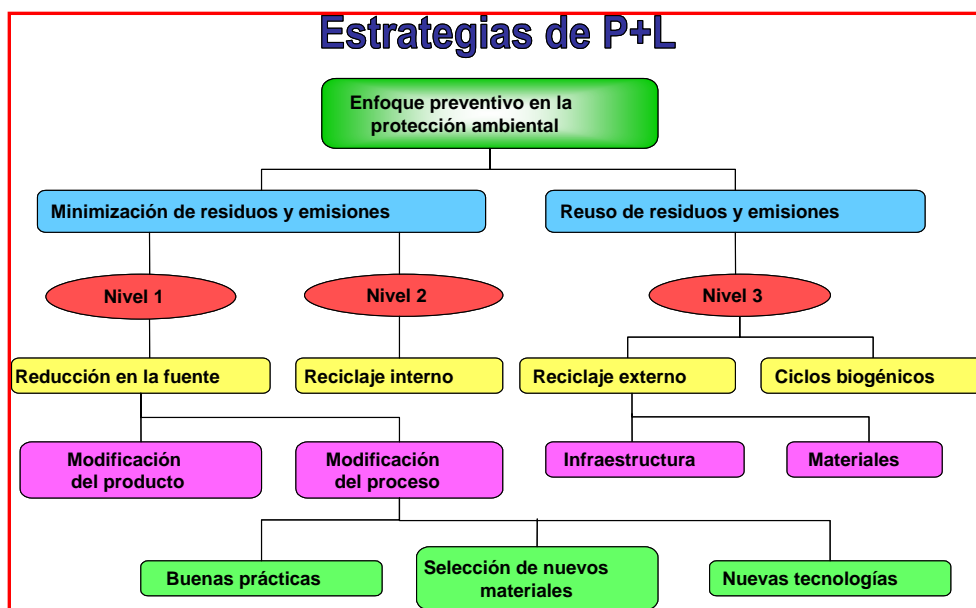 Estrategias de P+L
Enfoque preventivo en la
protección ambiental
Minimización de residuos y emisiones
Reuso de residuos y emisiones
Nivel 1
Nivel 2
Nivel 3
Reducción en la fuente
Reciclaje interno
Reciclaje externo
Ciclos biogénicos
Modificación
del producto
Modificación
del proceso
Infraestructura
Materiales
Buenas prácticas
Selección de nuevos
materiales
Nuevas tecnologías